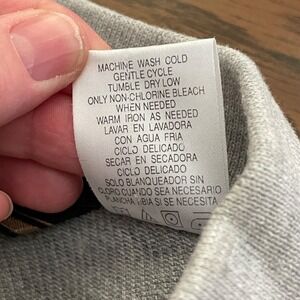 MACHINE WASH COLD
GENTLE CYCLE
TUMBLE DRY LOW
ONLY NON-CHLORINE BLEACH
WHEN NEEDED
WARM IRON AS NEEDED
LAVAR EN LAVADORA
CON AGUA FRIA
CICLO DELICADO
SECAR EN SECADORA
CICLO DELICADO
SOLO BLANQUEADOR SIN
CLORO CUANDO SEA NECESARIO
PLANCHA TIBIA SI SE NECESITA